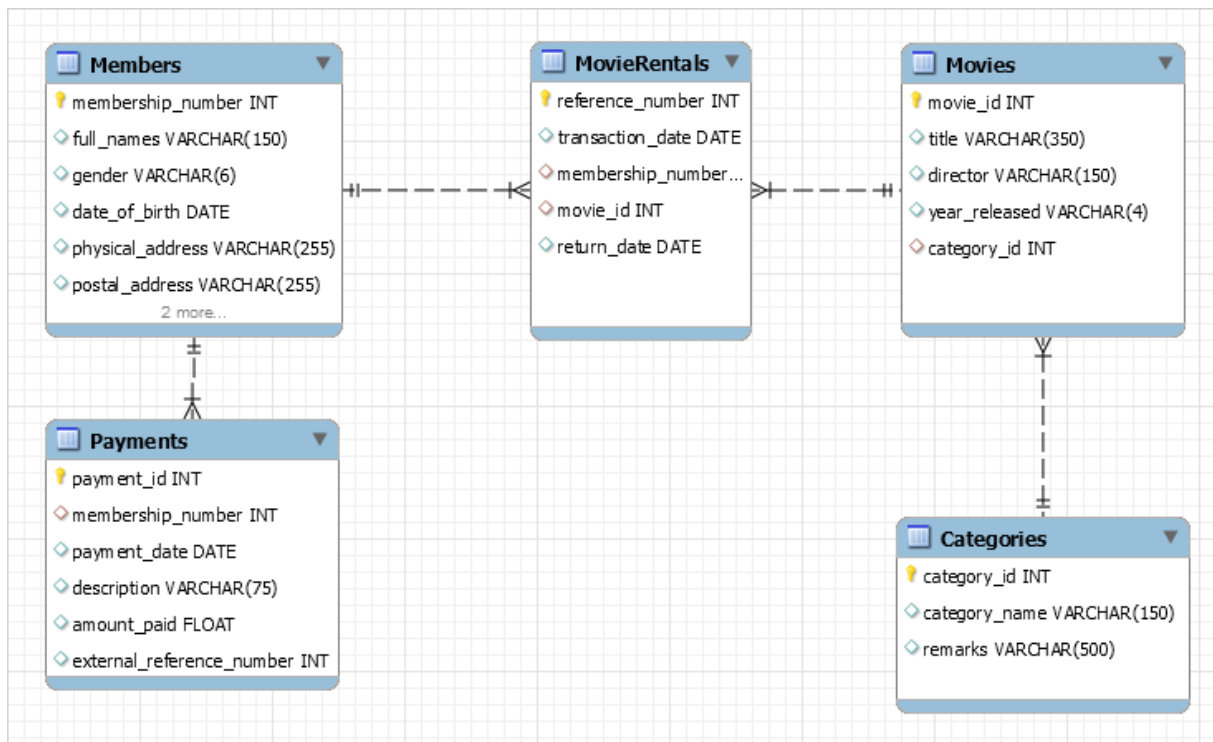 Members
membership_number INT
full_names VARCHAR(150)
gender VARCHAR(6)
date_of_birth DATE
physical_address VARCHAR(255)
postal_address VARCHAR(255)
2 more...
MovieRentals
reference_number INT
transaction_date DATE
membership_number...
movie_id INT
return_date DATE
Movies
movie_id INT
title VARCHAR(350)
director VARCHAR(150)
year_released VARCHAR(4)
category_id INT
Payments
payment_id INT
membership_number INT
payment_date DATE
description VARCHAR(75)
amount_paid FLOAT
external_reference_number INT
Categories
category_id INT
category_name VARCHAR(150)
remarks VARCHAR(500)